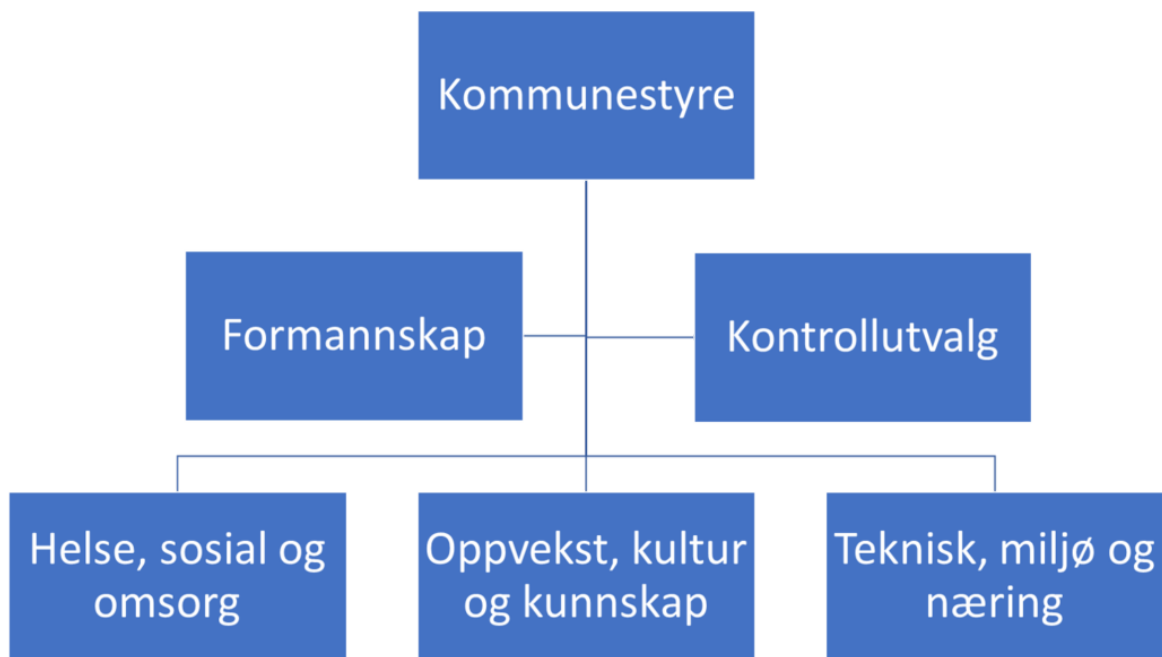 Kommunestyre
Formannskap
Kontrollutvalg
Helse, sosial og
omsorg
Oppvekst, kultur
og kunnskap
Teknisk, miljø og
næring